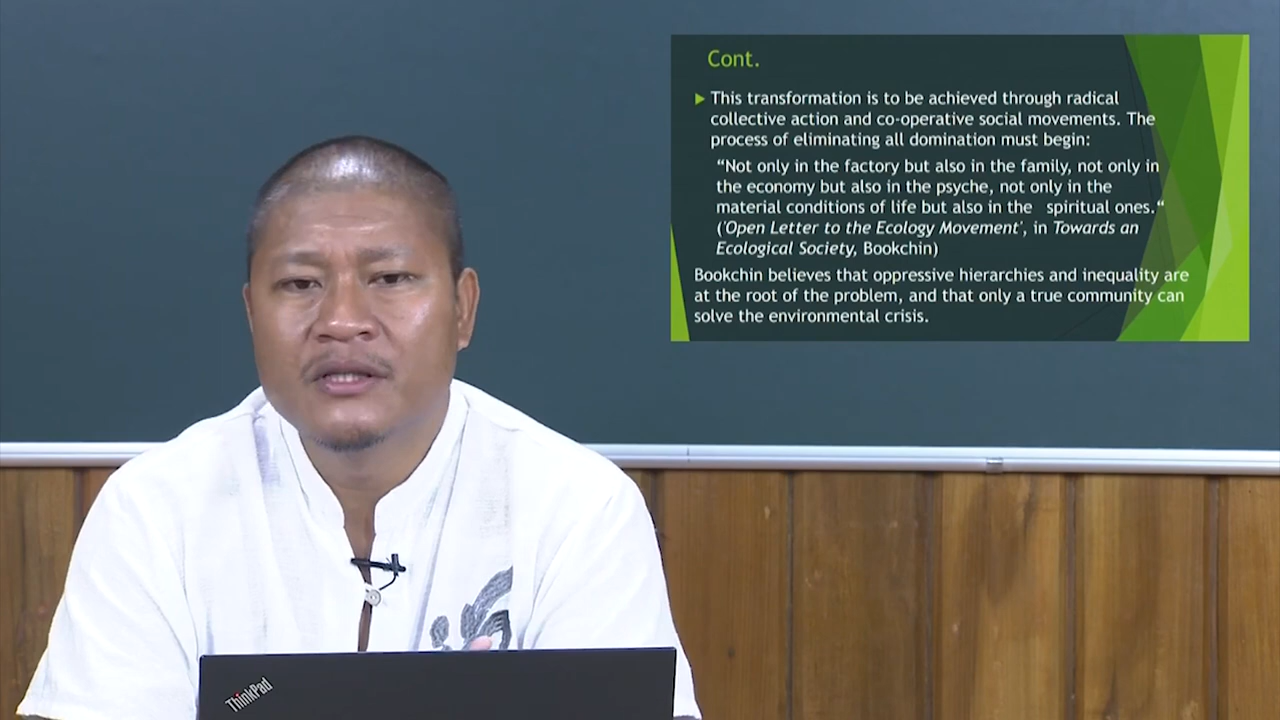 Cont.
This transformation is to be achieved through radical
collective action and co-operative social movements. The
process of eliminating all domination must begin:
“Not only in the factory but also in the family, not only in
the economy but also in the psyche, not only in the
material conditions of life but also in the spiritual ones.“
('Open Letter to the Ecology Movement', in Towards an
Ecological Society, Bookchin)
Bookchin believes that oppressive hierarchies and inequality are
at the root of the problem, and that only a true community can
solve the environmental crisis.
ThinkPad